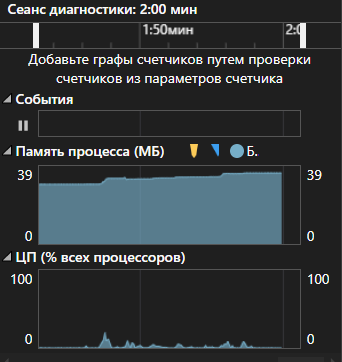 Сеанс диагностики: 2:00 мин
1:50мин 2:0
Добавьте графы счетчиков путем проверки
счетчиков из параметров счетчика
События
Память процесса (МБ) Б.
39 39
0 0
ЦП (% всех процессоров)
100 100
0 0